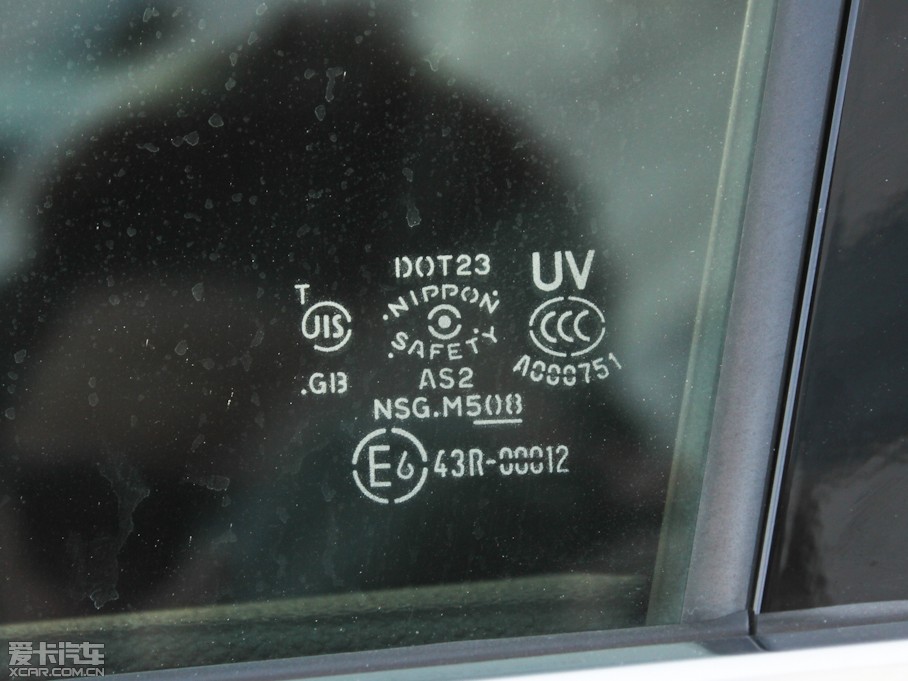 DOT23
UV
T
.NIPPON.
JIS
CCC
.SAFETY
A000751
.GB
AS2
NSG.M508
E6 43R-00012
爱卡汽车
XCAR.COM.CN